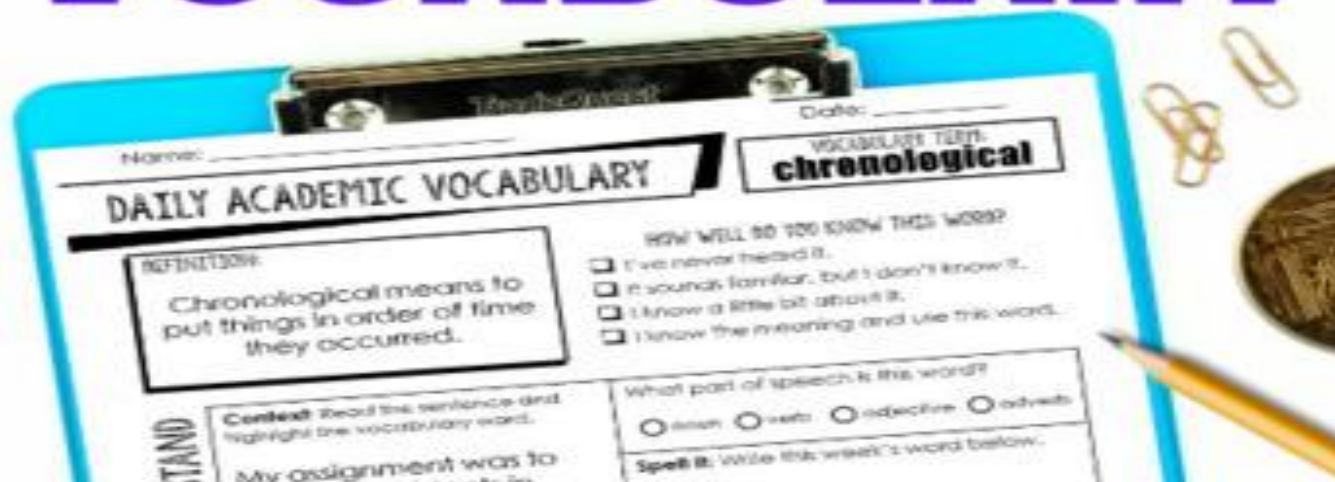 VOCABULARY
Name:
Date:
DAILY ACADEMIC VOCABULARY
VOCABULARY TERM:
chronological
DEFINITION:
Chronological means to
put things in order of time
they occurred.
HOW WELL DO YOU KNOW THIS WORD?
I've never heard it.
It sounds familiar, but I don't know it.
I know a little bit about it.
I know the meaning and use this word.
Context: Read the sentence and
highlight the vocabulary word.
My assignment was to
What part of speech is this word?
noun verb adjective adverb
Spell it: Write this week's word below.